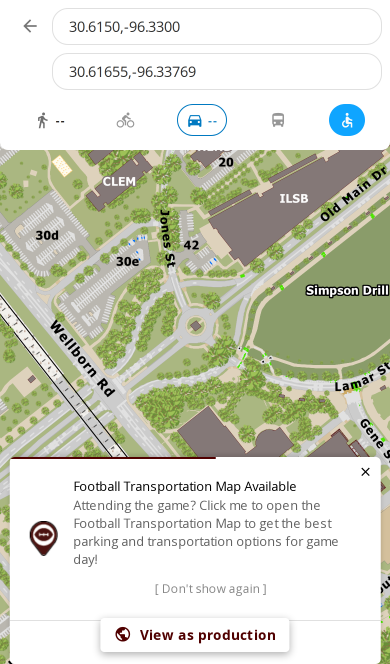 30.6150,-96.3300
30.61655,-96.33769
--
--
20
CLEM
ILSB
Old Main Dr
Jones St
30d
42
30e
Simpson Drill
Wellborn Rd
Lamar St
Gene S
Football Transportation Map Available
Attending the game? Click me to open the
Football Transportation Map to get the best
parking and transportation options for game
day!
[ Don't show again ]
View as production